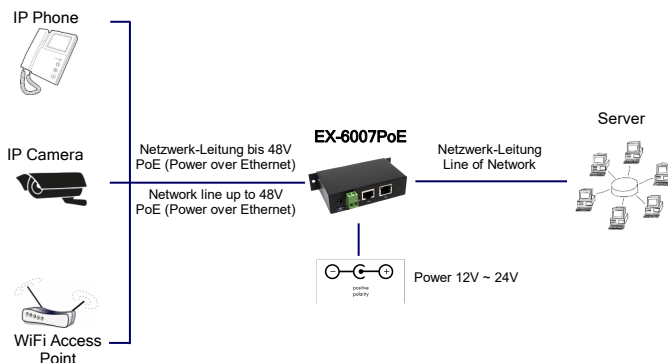 IP Phone
IP Camera
Netzwerk-Leitung bis 48V
PoE (Power over Ethernet)
Network line up to 48V
PoE (Power over Ethernet)
WiFi Access
Point
EX-6007PoE
positive
polarity
Power 12V ~ 24V
Netzwerk-Leitung
Line of Network
Server